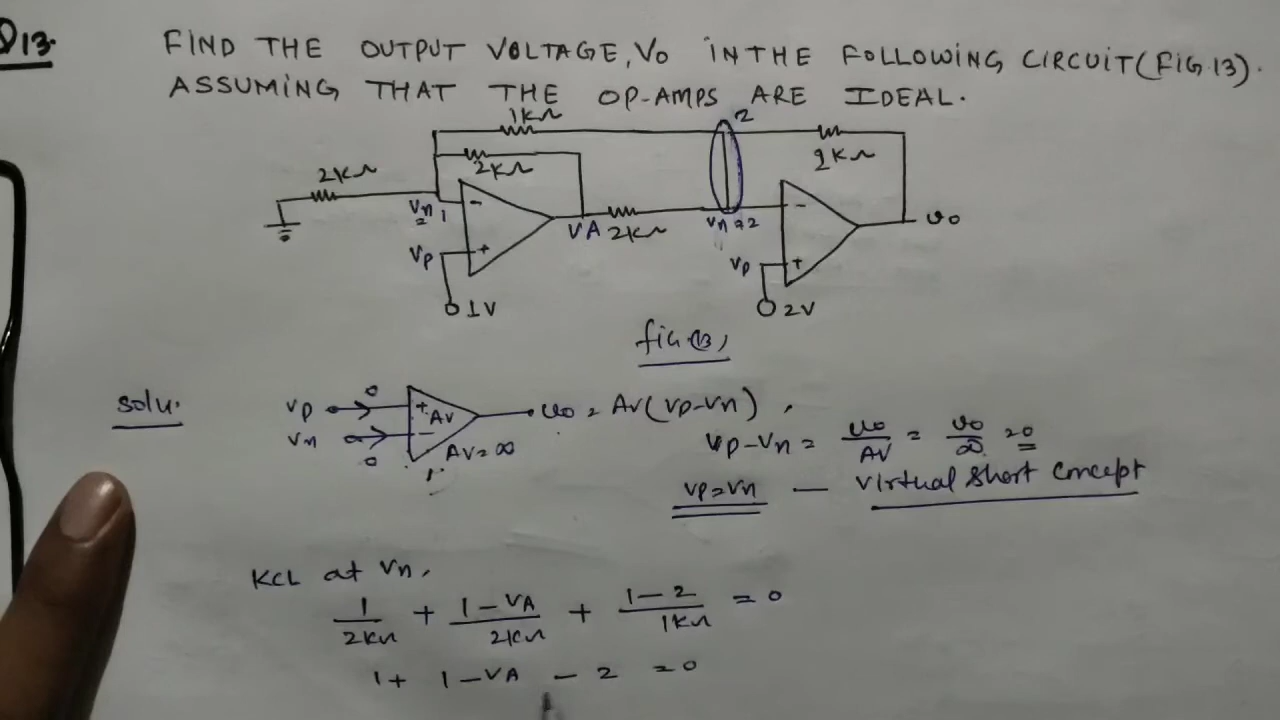 Q13.
FIND THE OUTPUT VOLTAGE, Vo IN THE FOLLOWING CIRCUIT (FIG. 13).
ASSUMING THAT THE OP-AMPS ARE IDEAL.
1KΩ
2
2KΩ
2KΩ
2KΩ
Vn = 1
-
VA
2KΩ
Vn = 2
-
Vo
Vp
+
Vp
+
1V
2V
fig (13)
Solu.
Vp
0
+
AV
Vo = Av(Vp-Vn),
Vn
0
-
AV=∞
Vp-Vn = Vo/AV = Vo/∞ = 0
Vp=Vn — Virtual Short Concept
KCL at Vn,
1/2KΩ + 1-VA/2KΩ + 1-2/1KΩ = 0
1+ 1-VA - 2 = 0